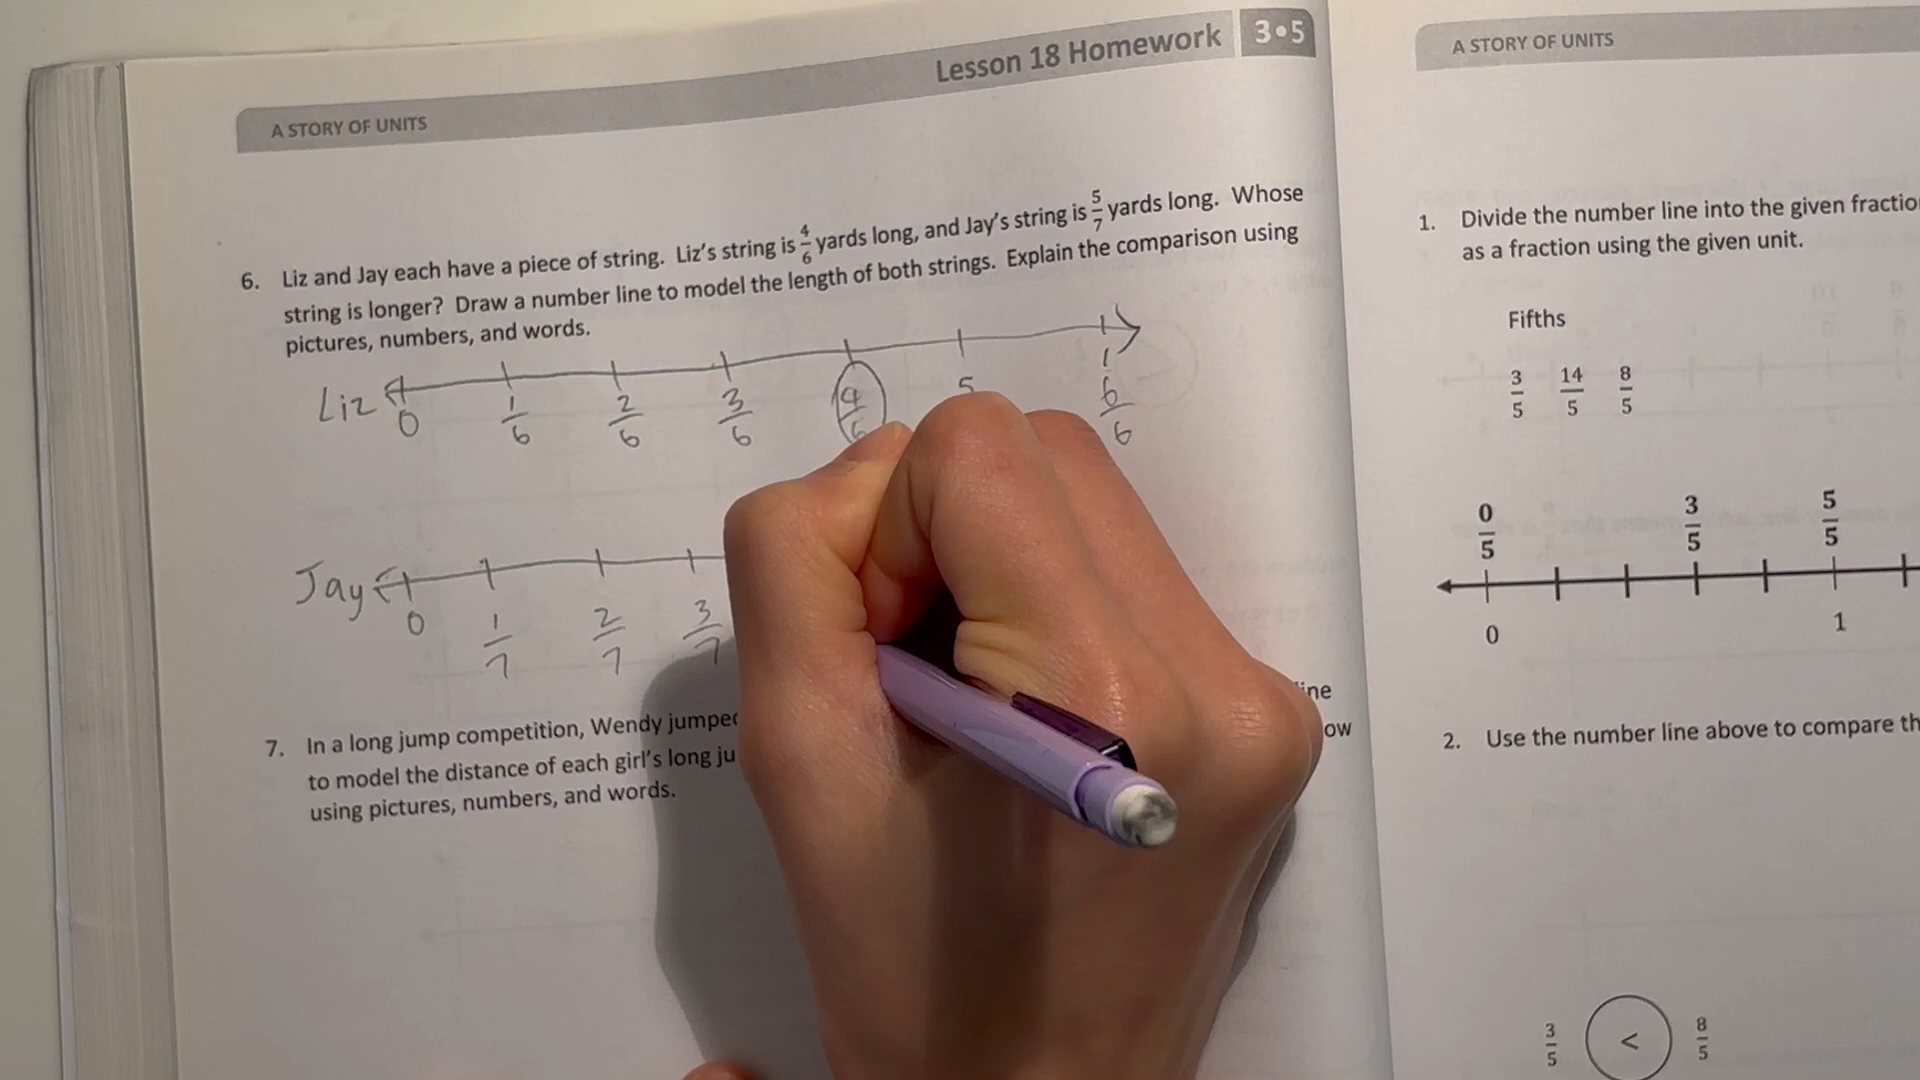 Lesson 18 Homework 3•5
A STORY OF UNITS
6. Liz and Jay each have a piece of string. Liz's string is 4/6 yards long, and Jay's string is 5/7 yards long. Whose
string is longer? Draw a number line to model the length of both strings. Explain the comparison using
pictures, numbers, and words.
Liz
0 1/6 2/6 3/6 4/6 5 1
6/6
Jay
0 1/7 2/7 3/7
7. In a long jump competition, Wendy jumped
to model the distance of each girl's long
using pictures, numbers, and words.
A STORY OF UNITS
1. Divide the number line into the given
as a fraction using the given unit.
Fifths
3/5 14/5 8/5
0/5 3/5 5/5
0 1
2. Use the number line above to compare
3/5 < 8/5